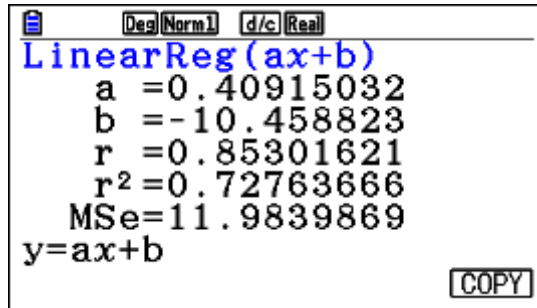 Deg Norm1 d/c Real
LinearReg(ax+b)
a =0.40915032
b =-10.458823
r =0.85301621
r²=0.72763666
MSe=11.9839869
y=ax+b
COPY